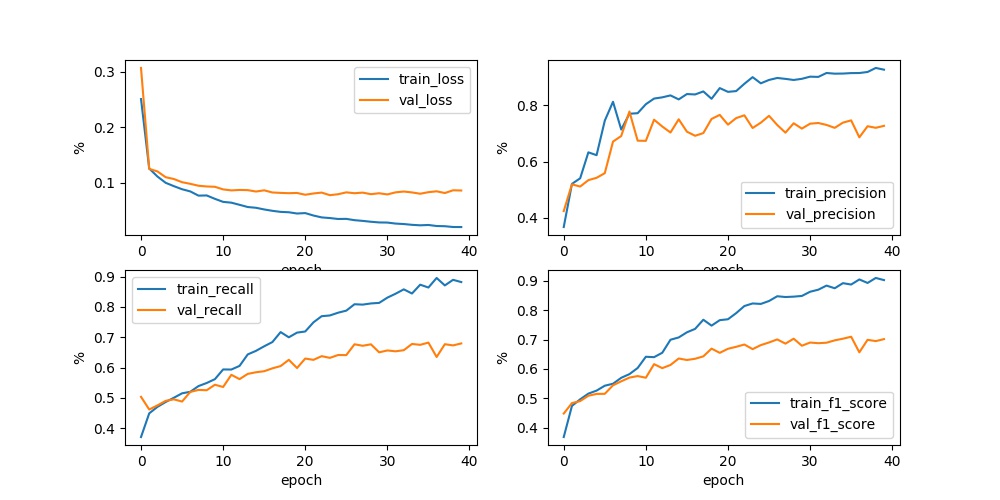 0.3
0.2
0.1
%
0 10 20 30 40
epoch
train_loss
val_loss
0.8
0.6
0.4
%
0 10 20 30 40
epoch
train_precision
val_precision
0.9
0.8
0.7
0.6
0.5
0.4
%
0 10 20 30 40
epoch
train_recall
val_recall
0.9
0.8
0.7
0.6
0.5
0.4
%
0 10 20 30 40
epoch
train_f1_score
val_f1_score